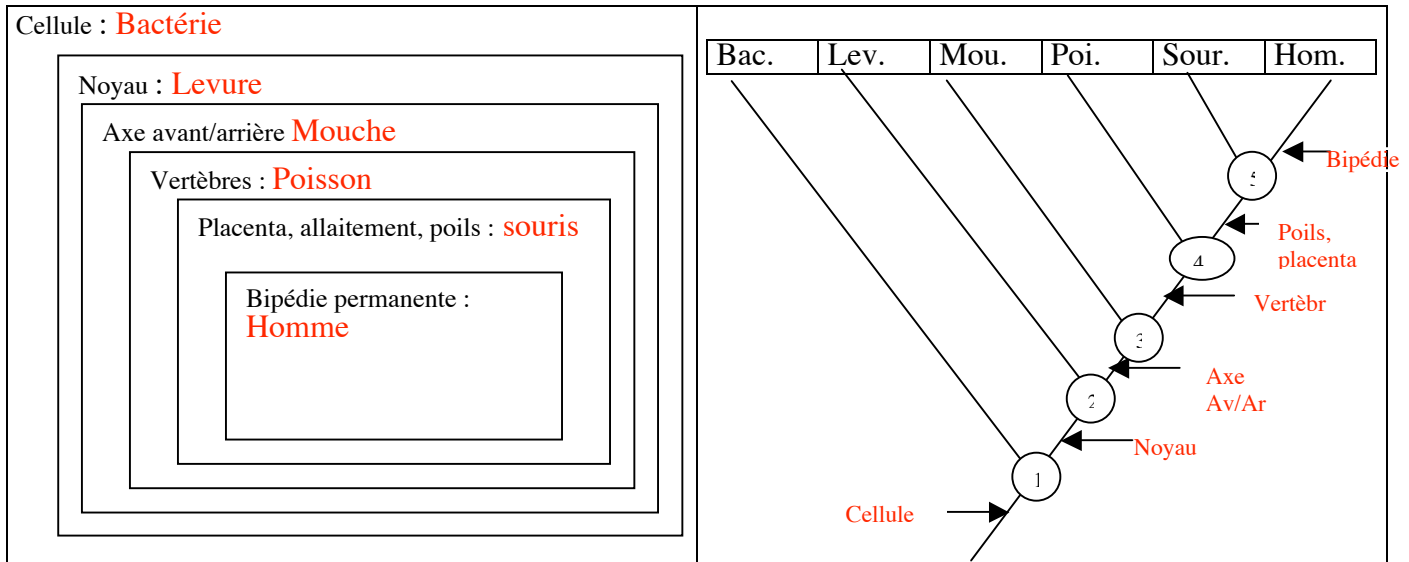 Cellule : Bactérie
Noyau : Levure
Axe avant/arrière Mouche
Vertèbres : Poisson
Placenta, allaitement, poils : souris
Bipédie permanente :
Homme
Bac. Lev. Mou. Poi. Sour. Hom.
Bipédie
5
Poils,
placenta
4
Vertèbr
3
Axe
Av/Ar
2
Noyau
1
Cellule